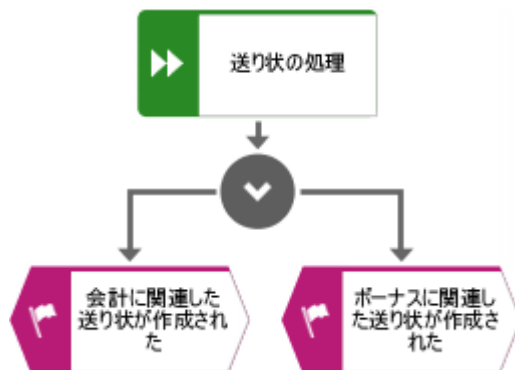 送り状の処理
会計に関連した
送り状が作成され
た
ボーナスに関連し
た送り状が作成さ
れた